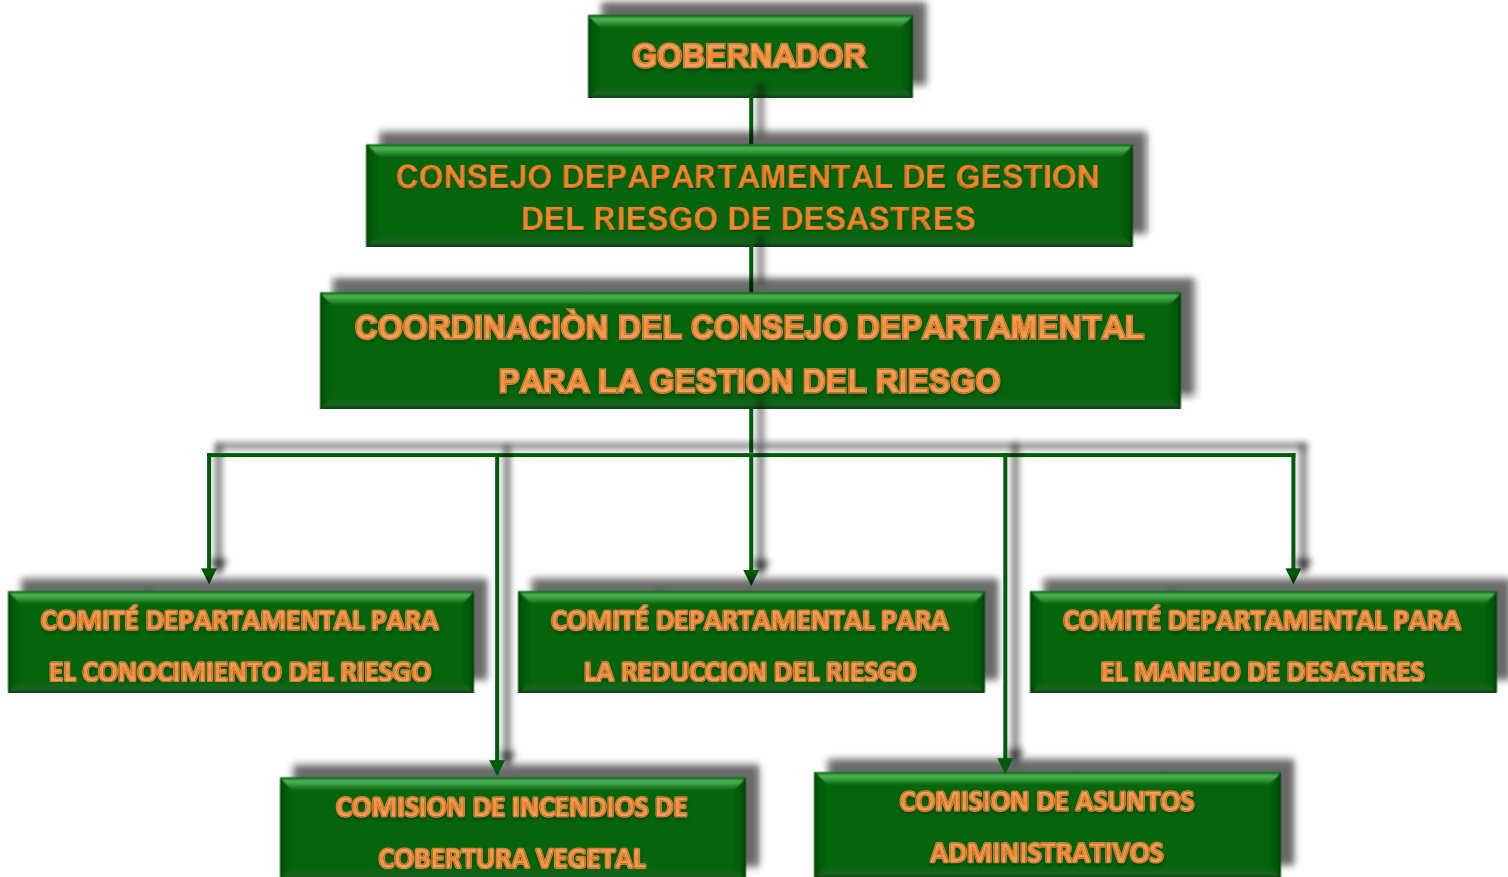 GOBERNADOR
CONSEJO DEPAPARTAMENTAL DE GESTION
DEL RIESGO DE DESASTRES
COORDINACIÒN DEL CONSEJO DEPARTAMENTAL
PARA LA GESTION DEL RIESGO
COMITÉ DEPARTAMENTAL PARA
EL CONOCIMIENTO DEL RIESGO
COMITÉ DEPARTAMENTAL PARA
LA REDUCCION DEL RIESGO
COMITÉ DEPARTAMENTAL PARA
EL MANEJO DE DESASTRES
COMISION DE INCENDIOS DE
COBERTURA VEGETAL
COMISION DE ASUNTOS
ADMINISTRATIVOS